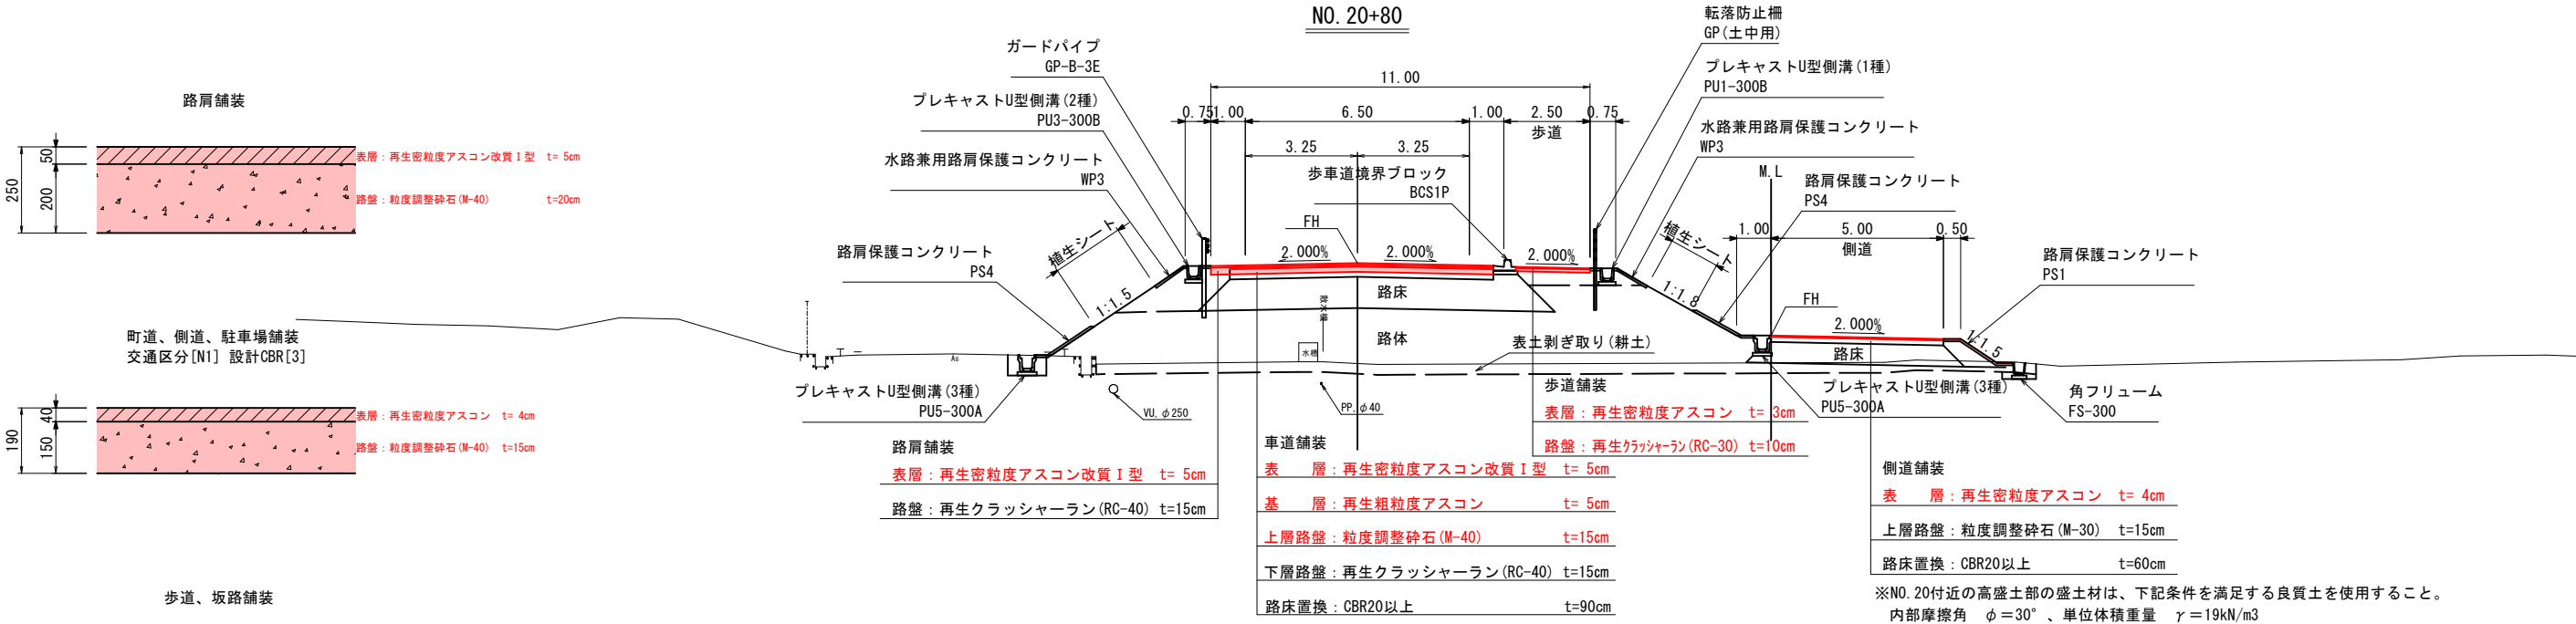 NO.20+80
路肩舗装
250
50
200
表層：再生密粒度アスコン改質Ⅰ型 t= 5cm
路盤：粒度調整砕石(M-40) t=20cm
町道、側道、駐車場舗装
交通区分[N1] 設計CBR[3]
190
40
150
表層：再生密粒度アスコン t= 4cm
路盤：粒度調整砕石(M-40) t=15cm
歩道、坂路舗装
ガードパイプ
GP-B-3E
プレキャストU型側溝(2種)
PU3-300B
水路兼用路肩保護コンクリート
WP3
植生シート
路肩保護コンクリート
PS4
1:1.5
プレキャストU型側溝(3種)
PU5-300A
As
VU.φ250
PP.φ40
11.00
0.75
1.00
6.50
1.00
2.50
0.75
歩道
3.25
3.25
歩車道境界ブロック
BCS1P
FH
2.000%
2.000%
2.000%
路床
散水機
路体
水槽
表土剥ぎ取り(耕土)
転落防止柵
GP(土中用)
プレキャストU型側溝(1種)
PU1-300B
水路兼用路肩保護コンクリート
WP3
M.L
路肩保護コンクリート
PS4
植生シート
1.00
5.00
0.50
側道
路肩保護コンクリート
PS1
1:1.8
FH
2.000%
1:1.5
路床
プレキャストU型側溝(3種)
PU5-300A
角フリューム
FS-300
路肩舗装
表層：再生密粒度アスコン改質Ⅰ型 t= 5cm
路盤：再生クラッシャーラン(RC-40) t=15cm
車道舗装
表　層：再生密粒度アスコン改質Ⅰ型 t= 5cm
基　層：再生粗粒度アスコン t= 5cm
上層路盤：粒度調整砕石(M-40) t=15cm
下層路盤：再生クラッシャーラン(RC-40) t=15cm
路床置換：CBR20以上 t=90cm
歩道舗装
表層：再生密粒度アスコン t= 3cm
路盤：再生クラッシャーラン(RC-30) t=10cm
側道舗装
表　層：再生密粒度アスコン t= 4cm
上層路盤：粒度調整砕石(M-30) t=15cm
路床置換：CBR20以上 t=60cm
※NO.20付近の高盛土部の盛土材は、下記条件を満足する良質土を使用すること。
内部摩擦角　φ＝30°、単位体積重量　γ＝19kN/m3